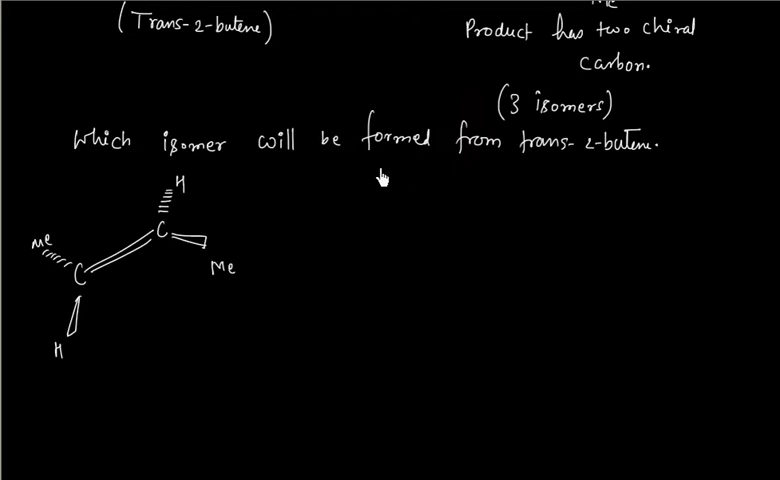 (Trans-2-butene)
Me
Product has two chiral
carbon.
(3 isomers)
Which isomer will be formed from trans-2-butene.
H
Me
C
C
Me
H